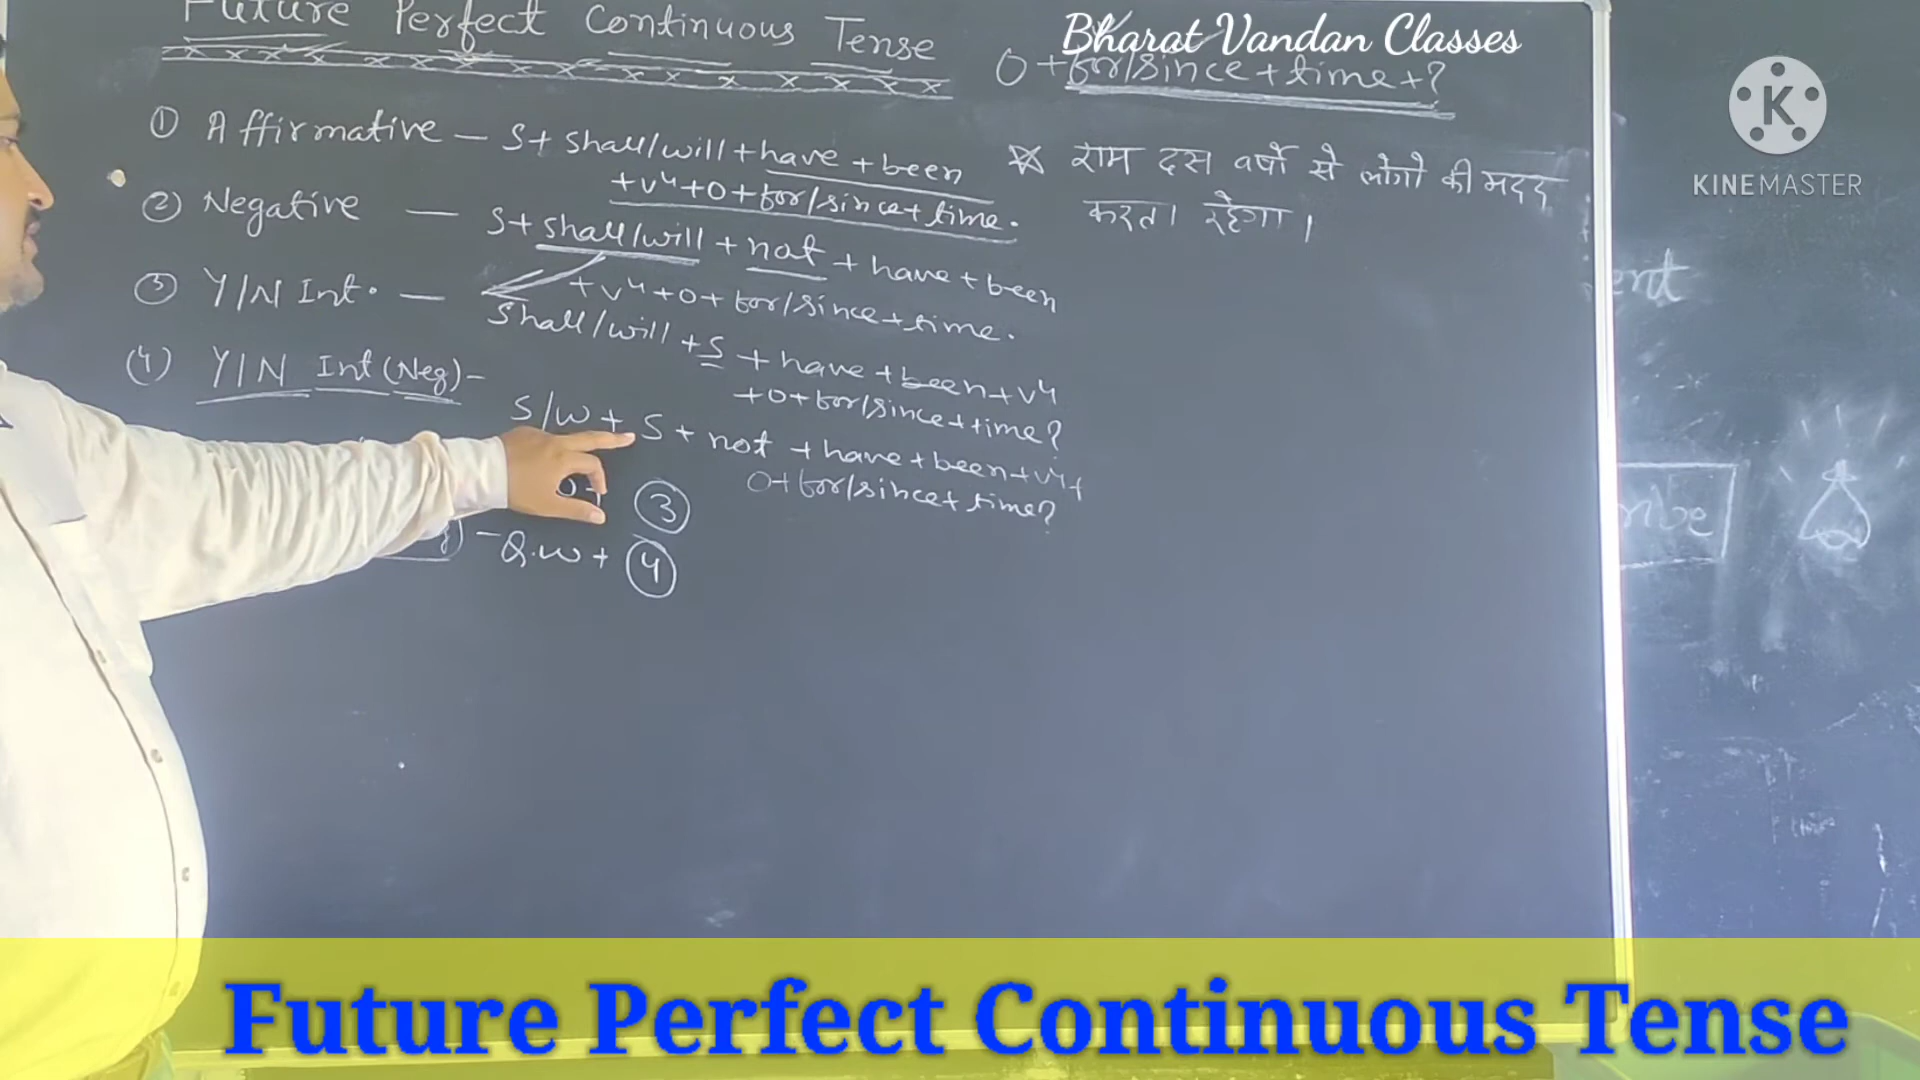 Future Perfect Continuous Tense
Bharat Vandan Classes
O + for/since + time + ?
KINEMASTER
① Affirmative — S + shall/will + have + been
+ v⁴ + O + for/since + time.
② Negative — S + shall/will + not + have + been
+ v⁴ + O + for/since + time.
③ Y/N Int. — Shall/will + S + have + been + v⁴
+ O + for/since + time?
(4) Y/N Int (Neg) -
S/W + S + not + have + been + v⁴ +
O + for/since + time?
③
- Q.W + ④
☆ राम दस वर्षो से लोगो की मदद
करता रहेगा।
ent
K
Future Perfect Continuous Tense